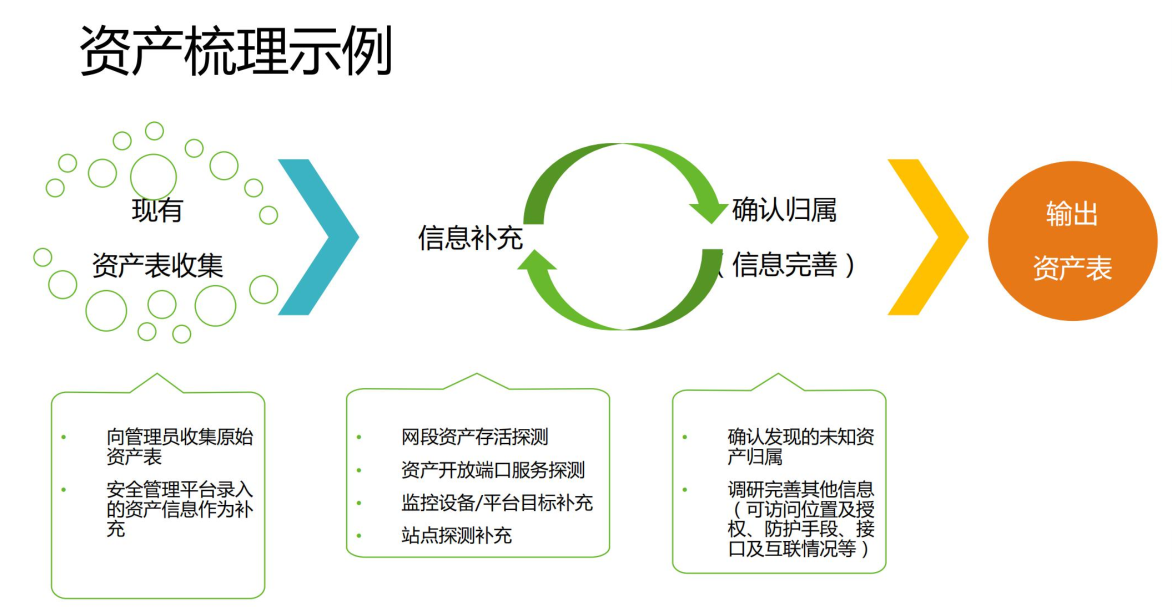 资产梳理示例
现有
资产表收集
信息补充
确认归属
（信息完善）
输出
资产表
• 向管理员收集原始
资产表
• 安全管理平台录入
的资产信息作为补
充
• 网段资产存活探测
• 资产开放端口服务探测
• 监控设备/平台目标补充
• 站点探测补充
• 确认发现的未知资
产归属
• 调研完善其他信息
（可访问位置及授
权、防护手段、接
口及互联情况等）